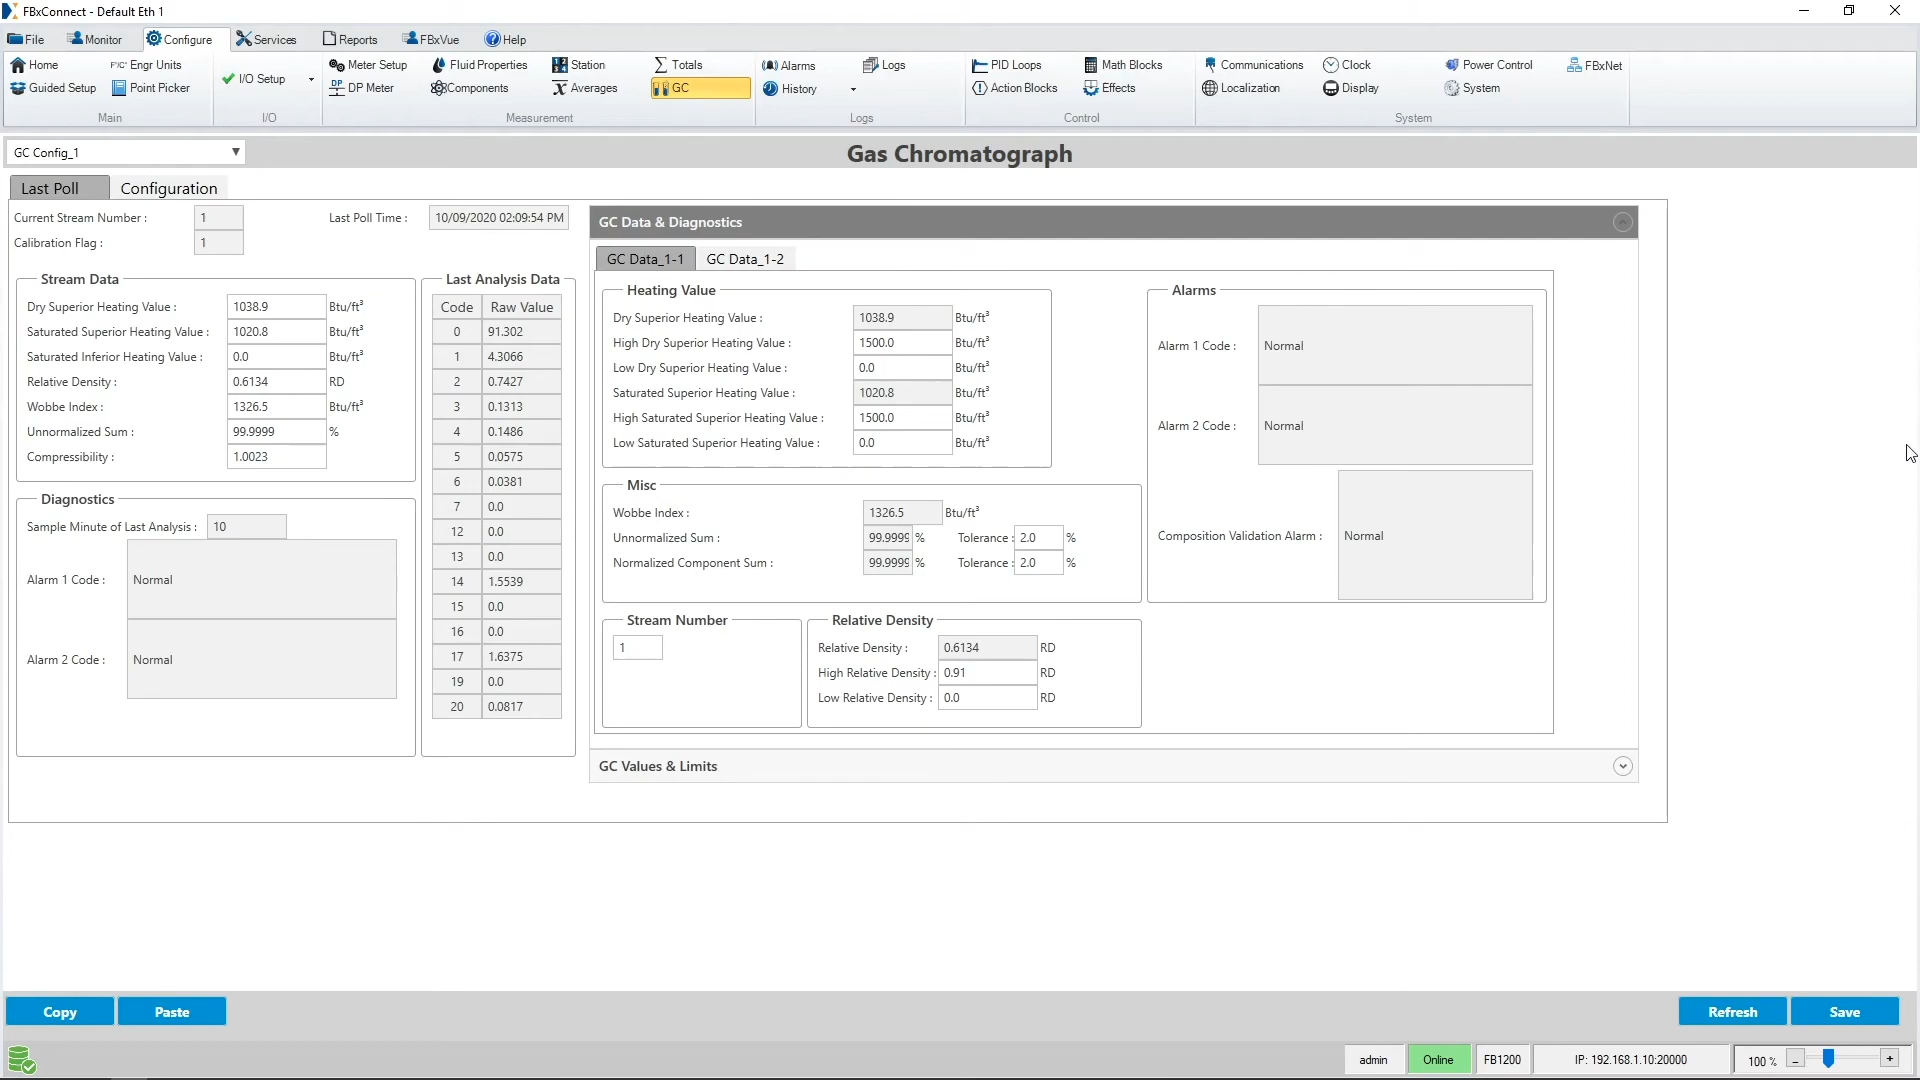 FBxConnect - Default Eth 1
File Monitor Configure Services Reports FBxVue Help
Home Engr Units I/O Setup Meter Setup Fluid Properties Station Totals Alarms Logs PID Loops Math Blocks Communications Clock Power Control FBxNet
Guided Setup Point Picker DP Meter Components Averages GC History Action Blocks Effects Localization Display System
Main I/O Measurement Logs Control System
GC Config_1
Gas Chromatograph
Last Poll Configuration
Current Stream Number : 1 Last Poll Time : 10/09/2020 02:09:54 PM
Calibration Flag : 1
Stream Data
Dry Superior Heating Value : 1038.9 Btu/ft³
Saturated Superior Heating Value : 1020.8 Btu/ft³
Saturated Inferior Heating Value : 0.0 Btu/ft³
Relative Density : 0.6134 RD
Wobbe Index : 1326.5 Btu/ft³
Unnormalized Sum : 99.9999 %
Compressibility : 1.0023
Diagnostics
Sample Minute of Last Analysis : 10
Alarm 1 Code : Normal
Alarm 2 Code : Normal
Last Analysis Data
Code Raw Value
0 91.302
1 4.3066
2 0.7427
3 0.1313
4 0.1486
5 0.0575
6 0.0381
7 0.0
12 0.0
13 0.0
14 1.5539
15 0.0
16 0.0
17 1.6375
19 0.0
20 0.0817
GC Data & Diagnostics
GC Data_1-1 GC Data_1-2
Heating Value
Dry Superior Heating Value : 1038.9 Btu/ft³
High Dry Superior Heating Value : 1500.0 Btu/ft³
Low Dry Superior Heating Value : 0.0 Btu/ft³
Saturated Superior Heating Value : 1020.8 Btu/ft³
High Saturated Superior Heating Value : 1500.0 Btu/ft³
Low Saturated Superior Heating Value : 0.0 Btu/ft³
Misc
Wobbe Index : 1326.5 Btu/ft³
Unnormalized Sum : 99.9999 % Tolerance : 2.0 %
Normalized Component Sum : 99.9999 % Tolerance : 2.0 %
Stream Number
1
Relative Density
Relative Density : 0.6134 RD
High Relative Density : 0.91 RD
Low Relative Density : 0.0 RD
Alarms
Alarm 1 Code : Normal
Alarm 2 Code : Normal
Composition Validation Alarm : Normal
GC Values & Limits
Copy Paste Refresh Save
admin Online FB1200 IP: 192.168.1.10:20000 100 % - +